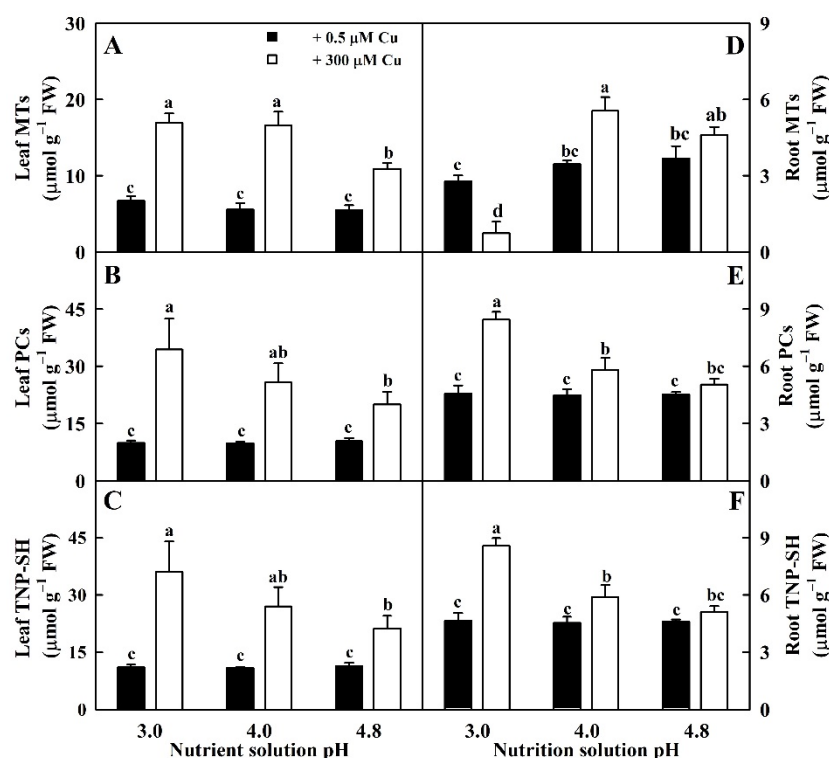 A
+ 0.5 μM Cu
+ 300 μM Cu
Leaf MTs
(μmol g⁻¹ FW)
30
20
10
0
c
a
c
a
c
b
D
Root MTs
(μmol g⁻¹ FW)
9
6
3
0
c
d
bc
a
bc
ab
B
Leaf PCs
(μmol g⁻¹ FW)
45
30
15
0
c
a
c
ab
c
b
E
Root PCs
(μmol g⁻¹ FW)
9
6
3
0
c
a
c
b
c
bc
C
Leaf TNP-SH
(μmol g⁻¹ FW)
45
30
15
0
c
a
c
ab
c
b
F
Root TNP-SH
(μmol g⁻¹ FW)
9
6
3
0
c
a
c
b
c
bc
3.0 4.0 4.8
Nutrient solution pH
3.0 4.0 4.8
Nutrition solution pH